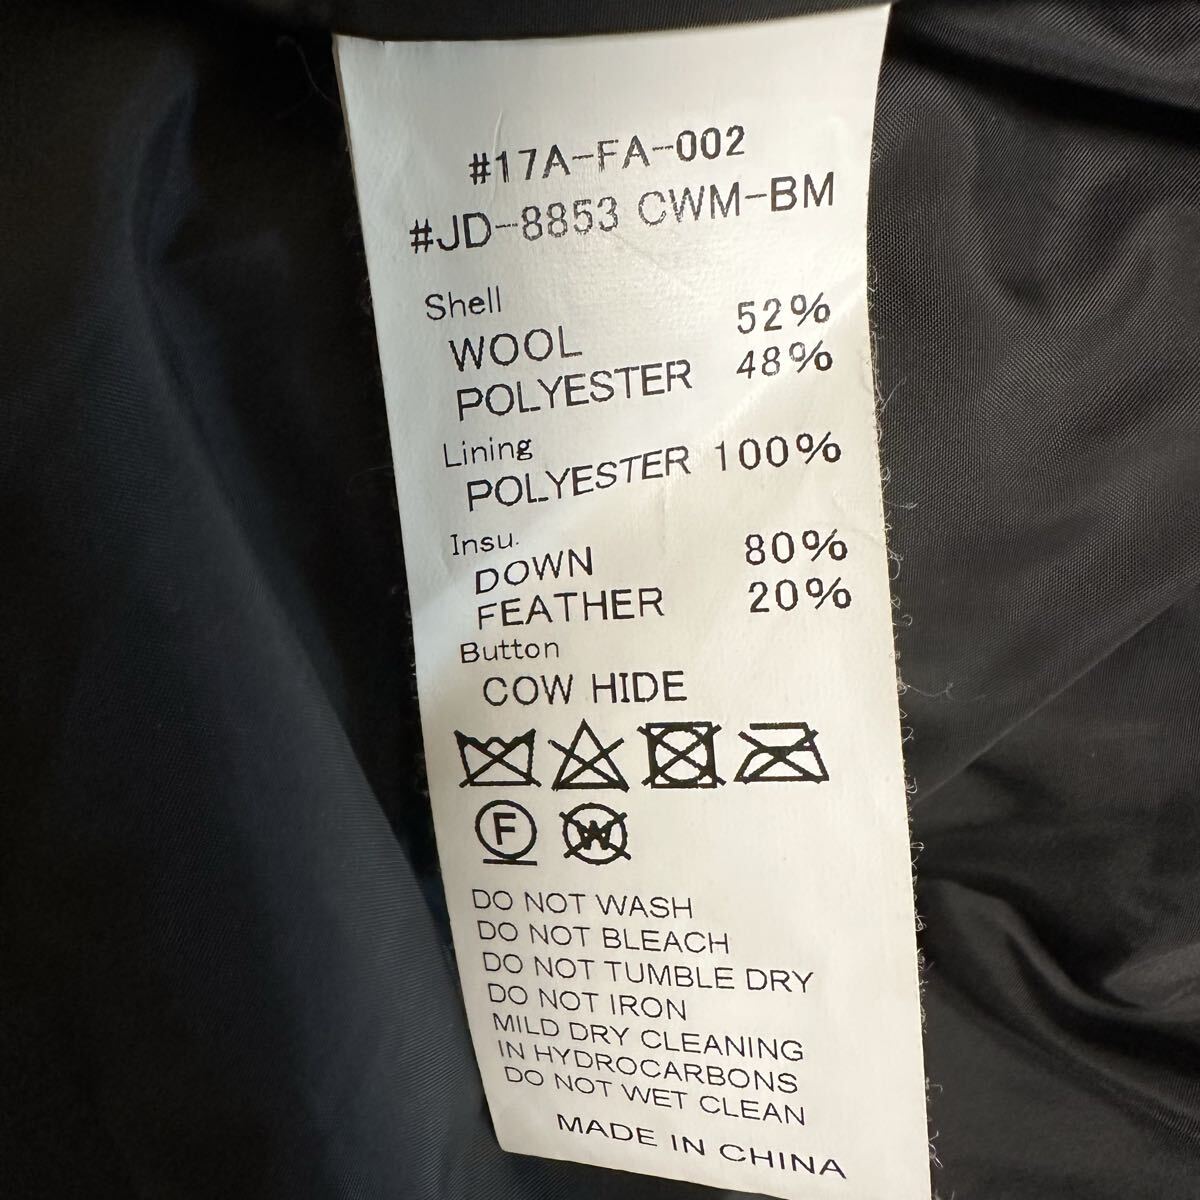 #17A-FA-002
#JD-8853 CWM-BM
Shell
WOOL 52%
POLYESTER 48%
Lining
POLYESTER 100%
Insu.
DOWN 80%
FEATHER 20%
Button
COW HIDE
F W
DO NOT WASH
DO NOT BLEACH
DO NOT TUMBLE DRY
DO NOT IRON
MILD DRY CLEANING
IN HYDROCARBONS
DO NOT WET CLEAN
MADE IN CHINA